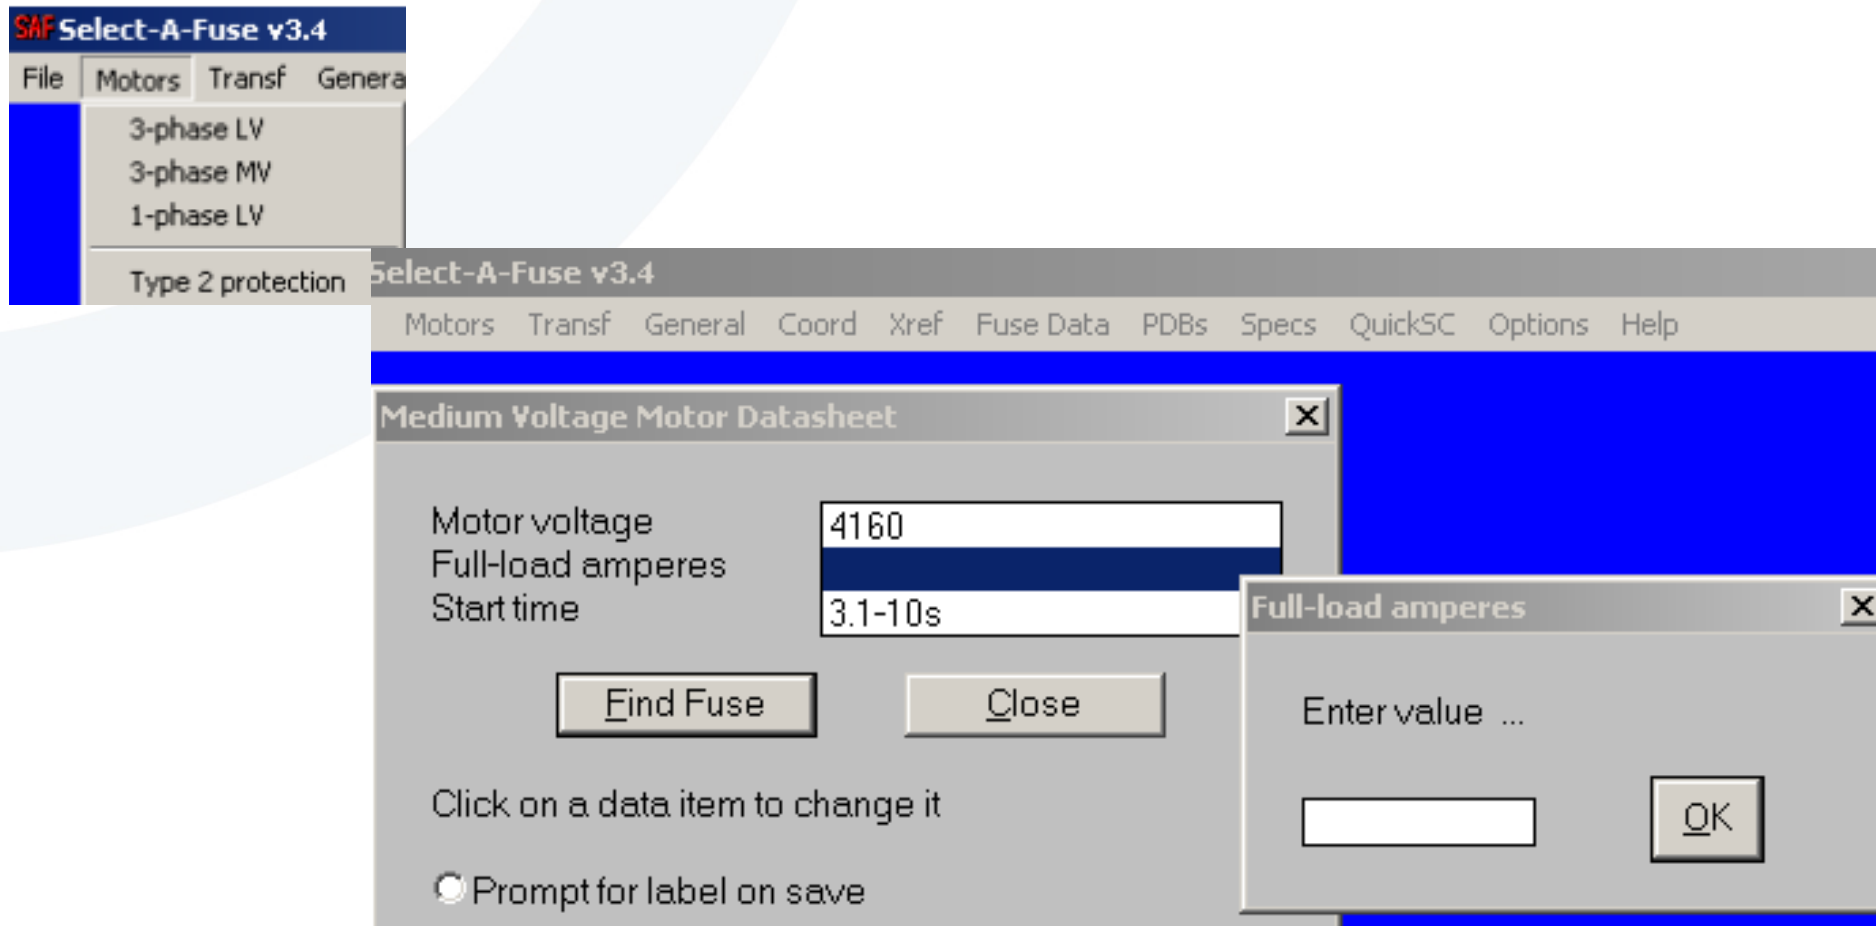 SAF Select-A-Fuse v3.4
File Motors Transf Genera
3-phase LV
3-phase MV
1-phase LV
Type 2 protection
Select-A-Fuse v3.4
Motors Transf General Coord Xref Fuse Data PDBs Specs QuickSC Options Help
Medium Voltage Motor Datasheet
Motor voltage 4160
Full-load amperes
Start time 3.1-10s
Find Fuse Close
Click on a data item to change it
Prompt for label on save
Full-load amperes
Enter value ...
OK